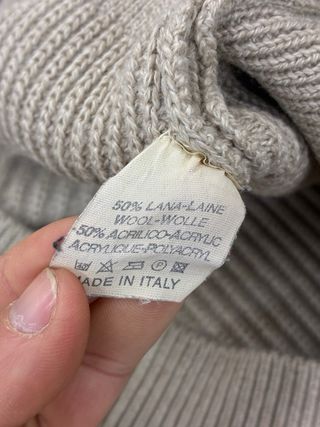 50% LANA-LAINE
WOOL-WOLLE
50% ACRILICO-ACRYLIC
ACRYLIQUE-POLYACRYL
MADE IN ITALY